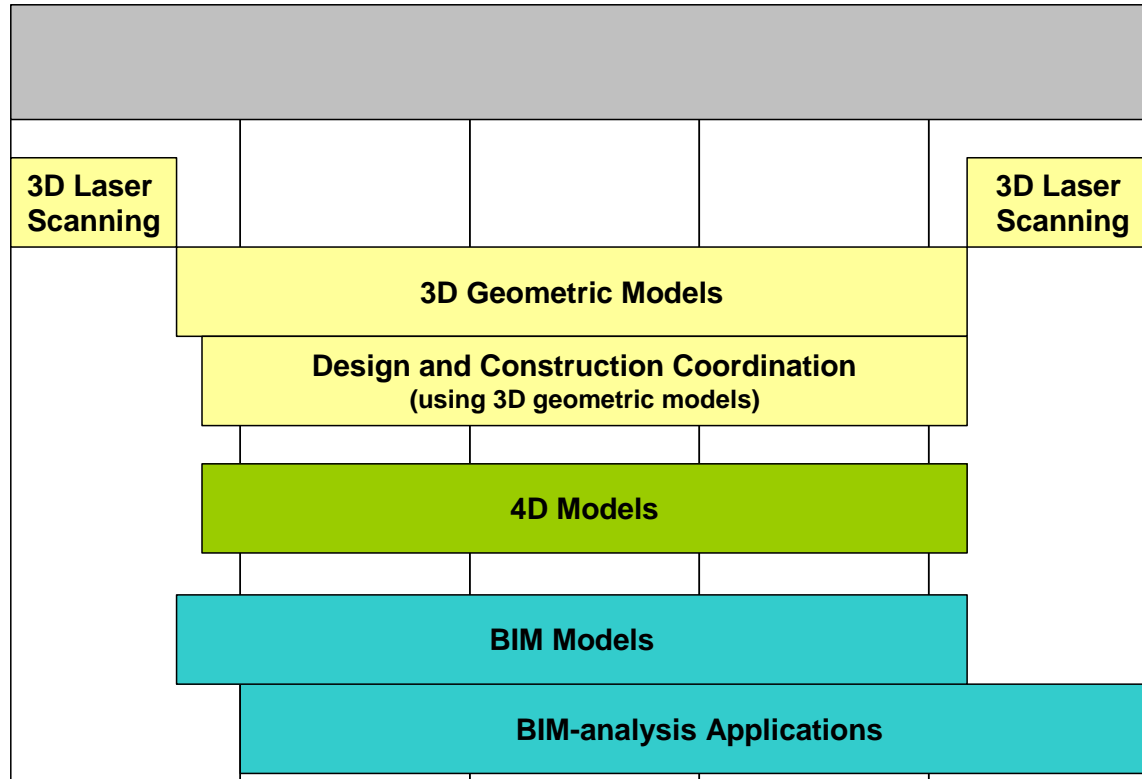 3D Laser
Scanning
3D Laser
Scanning
3D Geometric Models
Design and Construction Coordination
(using 3D geometric models)
4D Models
BIM Models
BIM-analysis Applications